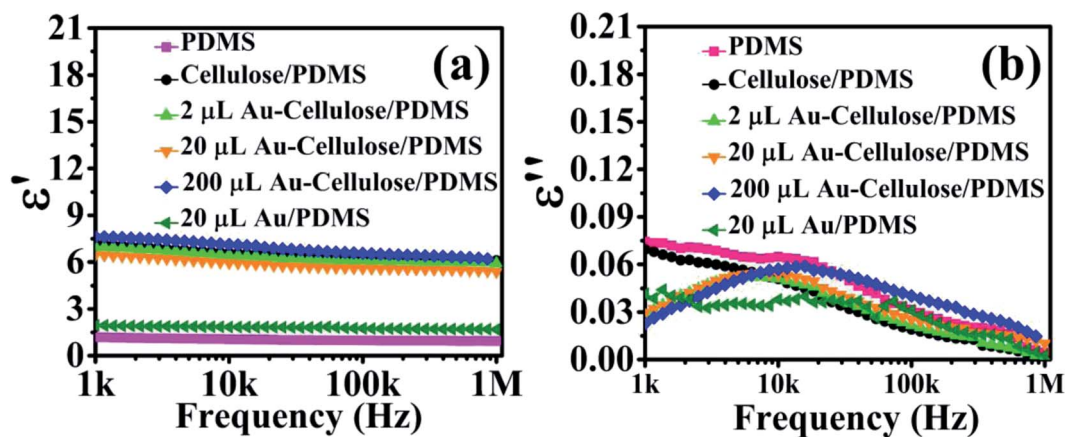 21
18
15
12
9
6
3
0
ε'
PDMS
Cellulose/PDMS
2 μL Au-Cellulose/PDMS
20 μL Au-Cellulose/PDMS
200 μL Au-Cellulose/PDMS
20 μL Au/PDMS
(a)
1k 10k 100k 1M
Frequency (Hz)
0.21
0.18
0.15
0.12
0.09
0.06
0.03
0.00
ε''
PDMS
Cellulose/PDMS
2 μL Au-Cellulose/PDMS
20 μL Au-Cellulose/PDMS
200 μL Au-Cellulose/PDMS
20 μL Au/PDMS
(b)
1k 10k 100k 1M
Frequency (Hz)